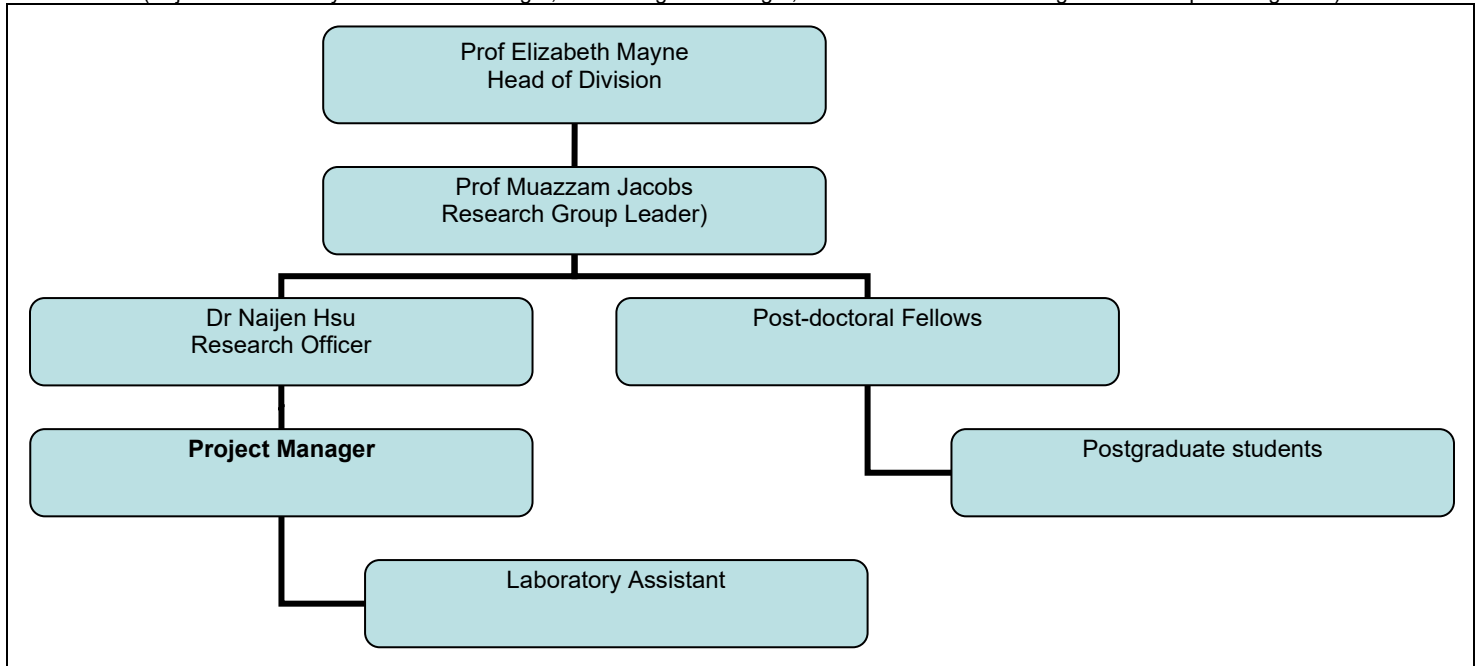 Prof Elizabeth Mayne
Head of Division
Prof Muazzam Jacobs
Research Group Leader)
Dr Naijen Hsu
Research Officer
Post-doctoral Fellows
Project Manager
Postgraduate students
Laboratory Assistant